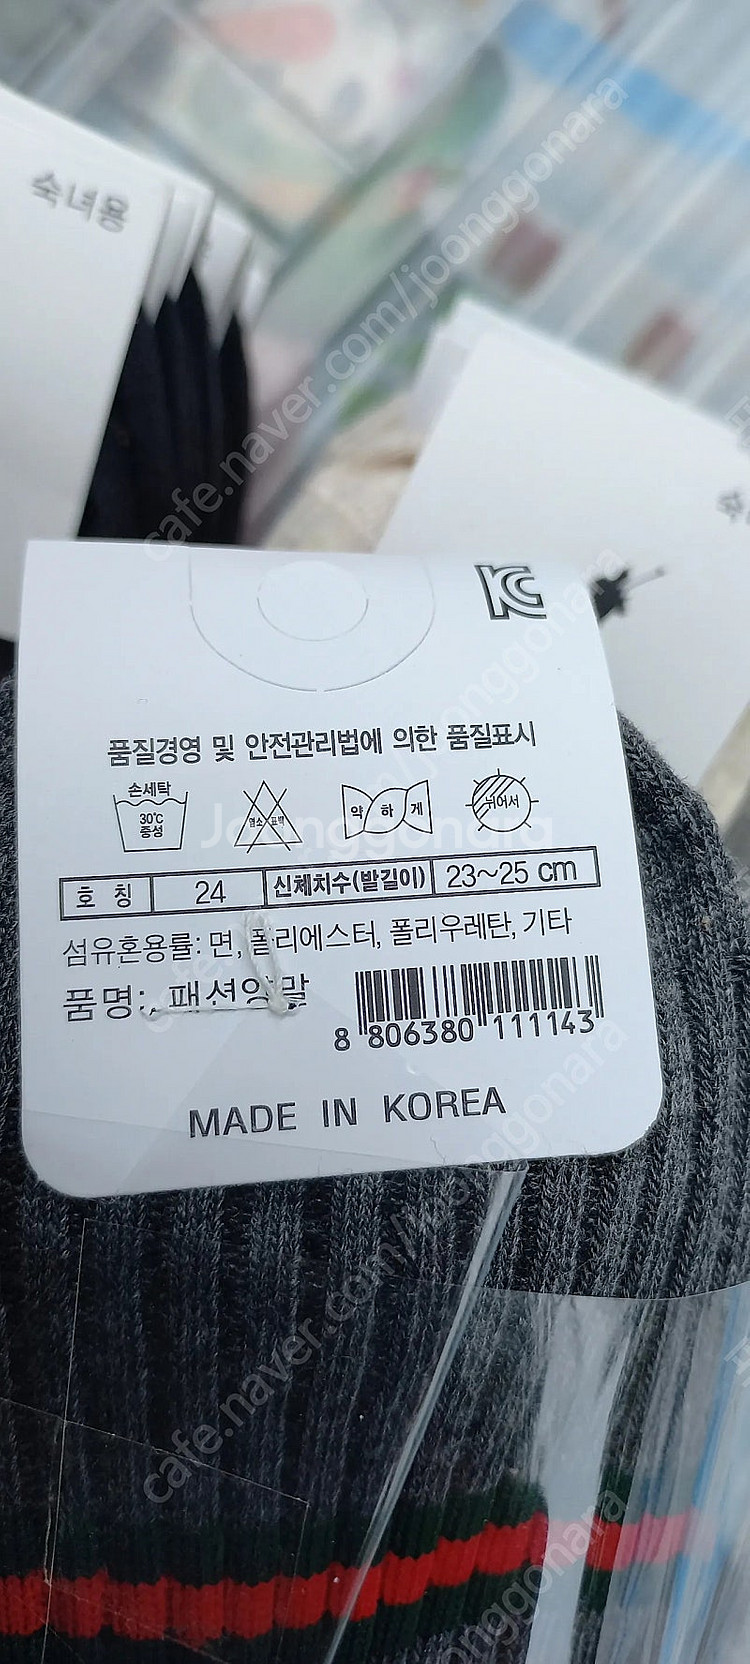 숙녀용
cafe.naver.com/joonggonara
KC
품질경영 및 안전관리법에 의한 품질표시
손세탁
30℃
중성
염소 표백
약 하 게
뉘어서
Joonggonara
호 칭 24 신체치수(발길이) 23~25 cm
섬유혼용률: 면, 폴리에스터, 폴리우레탄, 기타
품명: 패션양말
8 806380 111143
MADE IN KOREA
cafe.naver.com/joonggonara